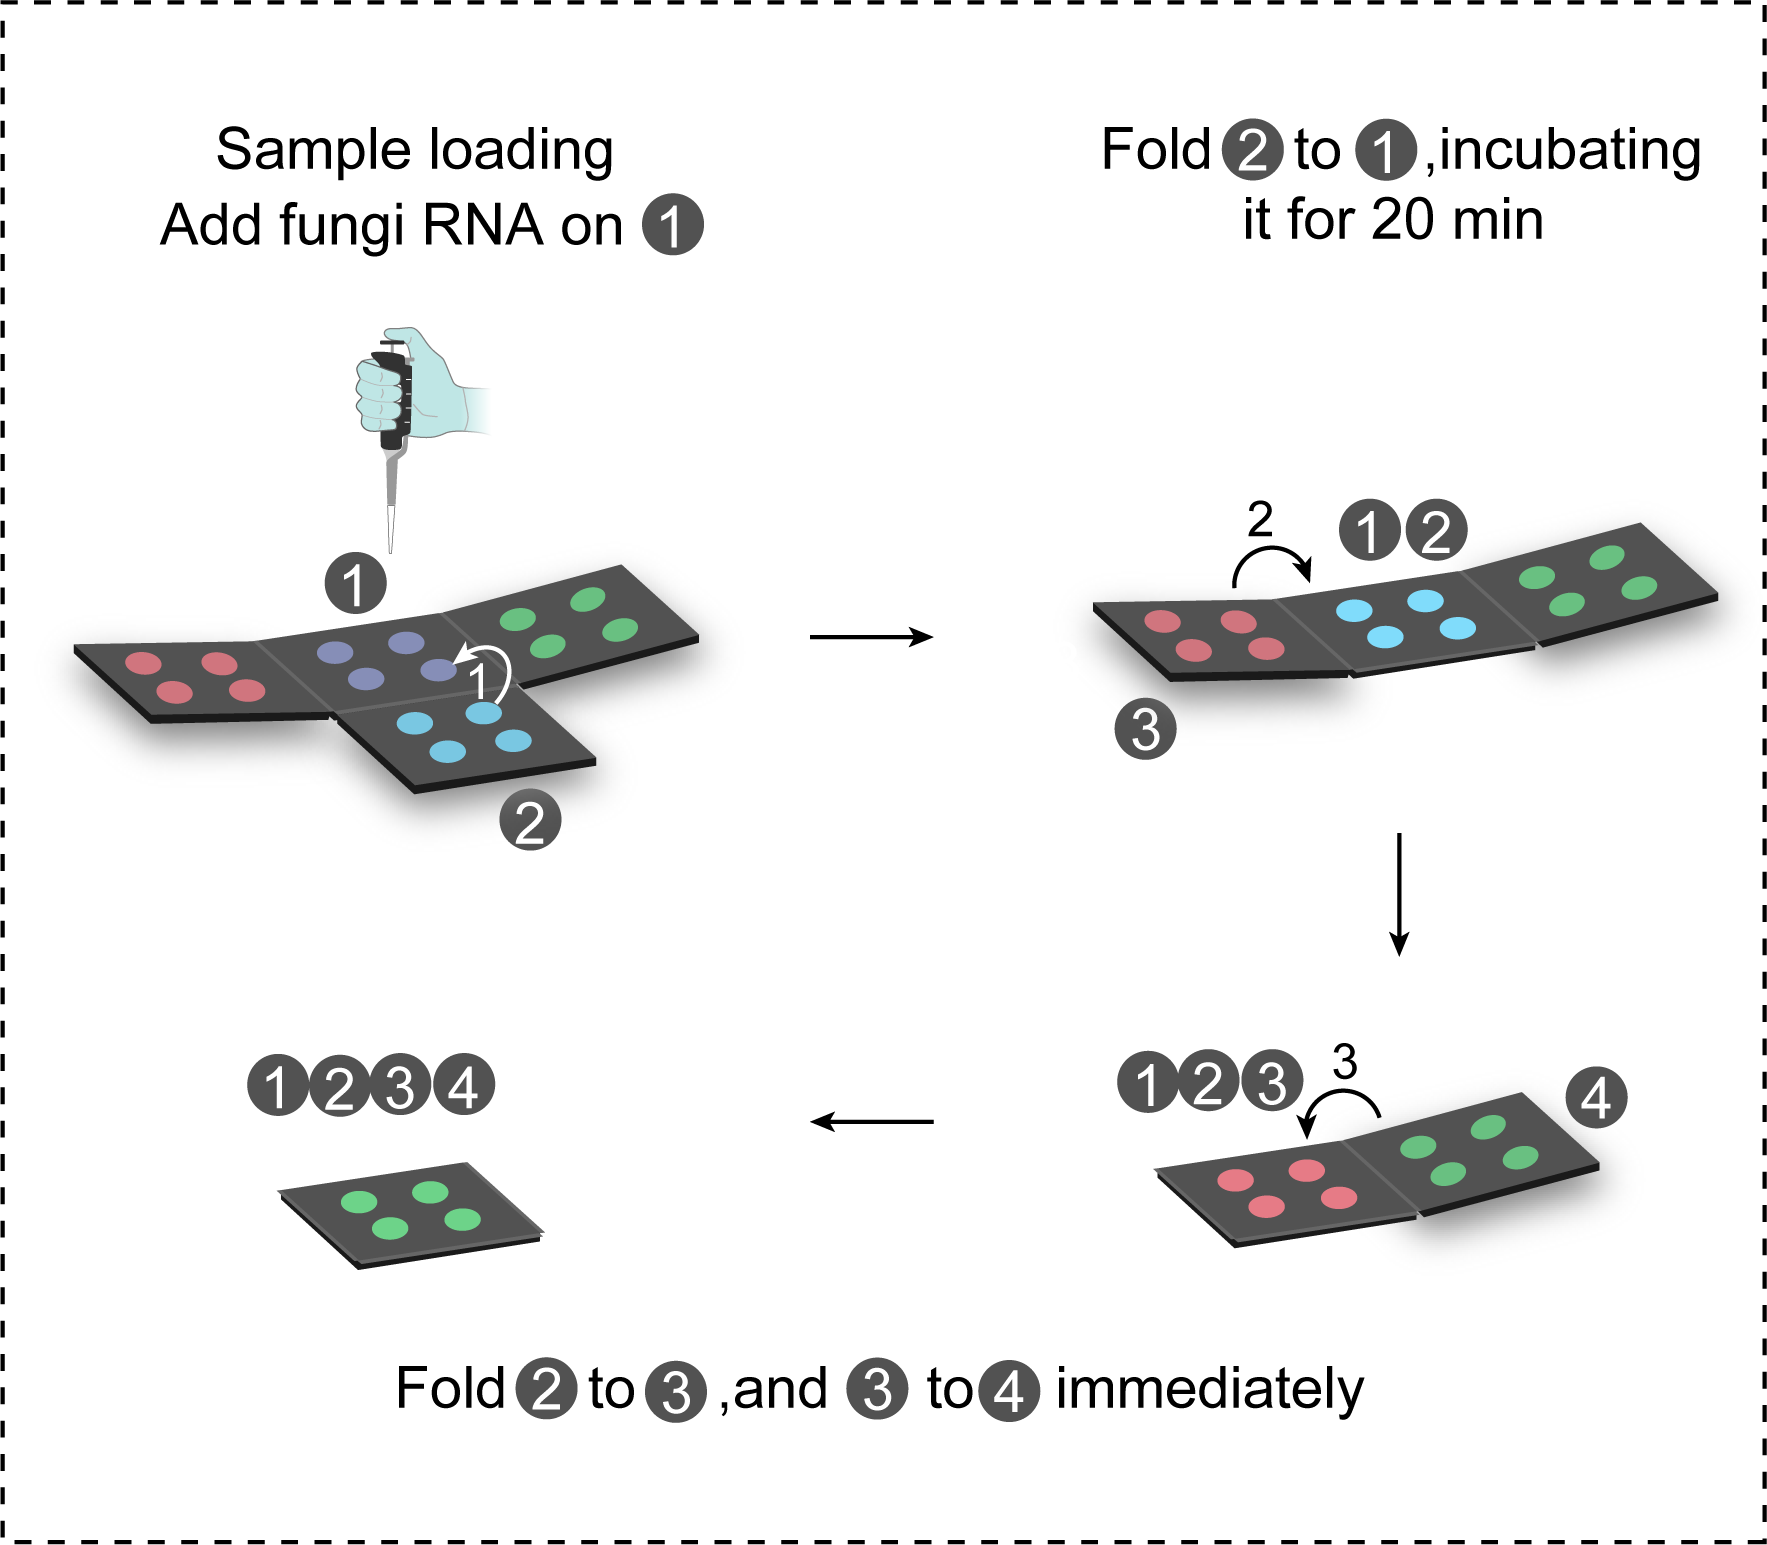 Sample loading
Add fungi RNA on 1
Fold 2 to 1 ,incubating
it for 20 min
1
1
2
2
1 2
3
1 2 3
3
4
1 2 3 4
Fold 2 to 3 ,and 3 to 4 immediately